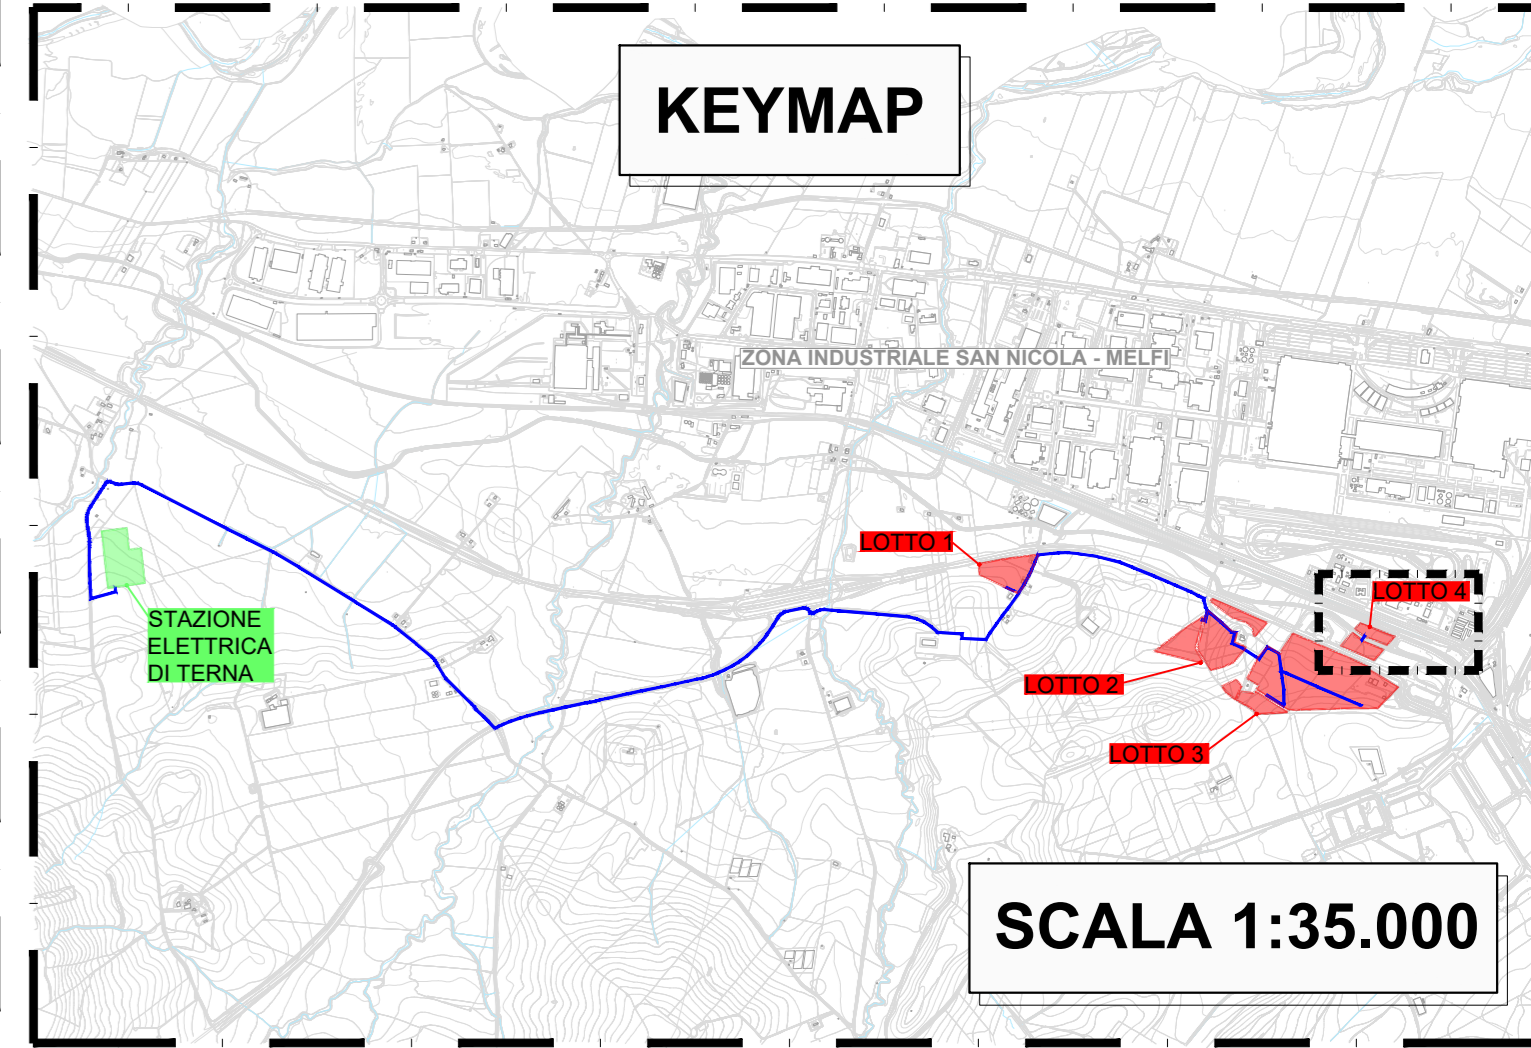 KEYMAP
ZONA INDUSTRIALE SAN NICOLA - MELFI
LOTTO 1
LOTTO 4
STAZIONE
ELETTRICA
DI TERNA
LOTTO 2
LOTTO 3
SCALA 1:35.000